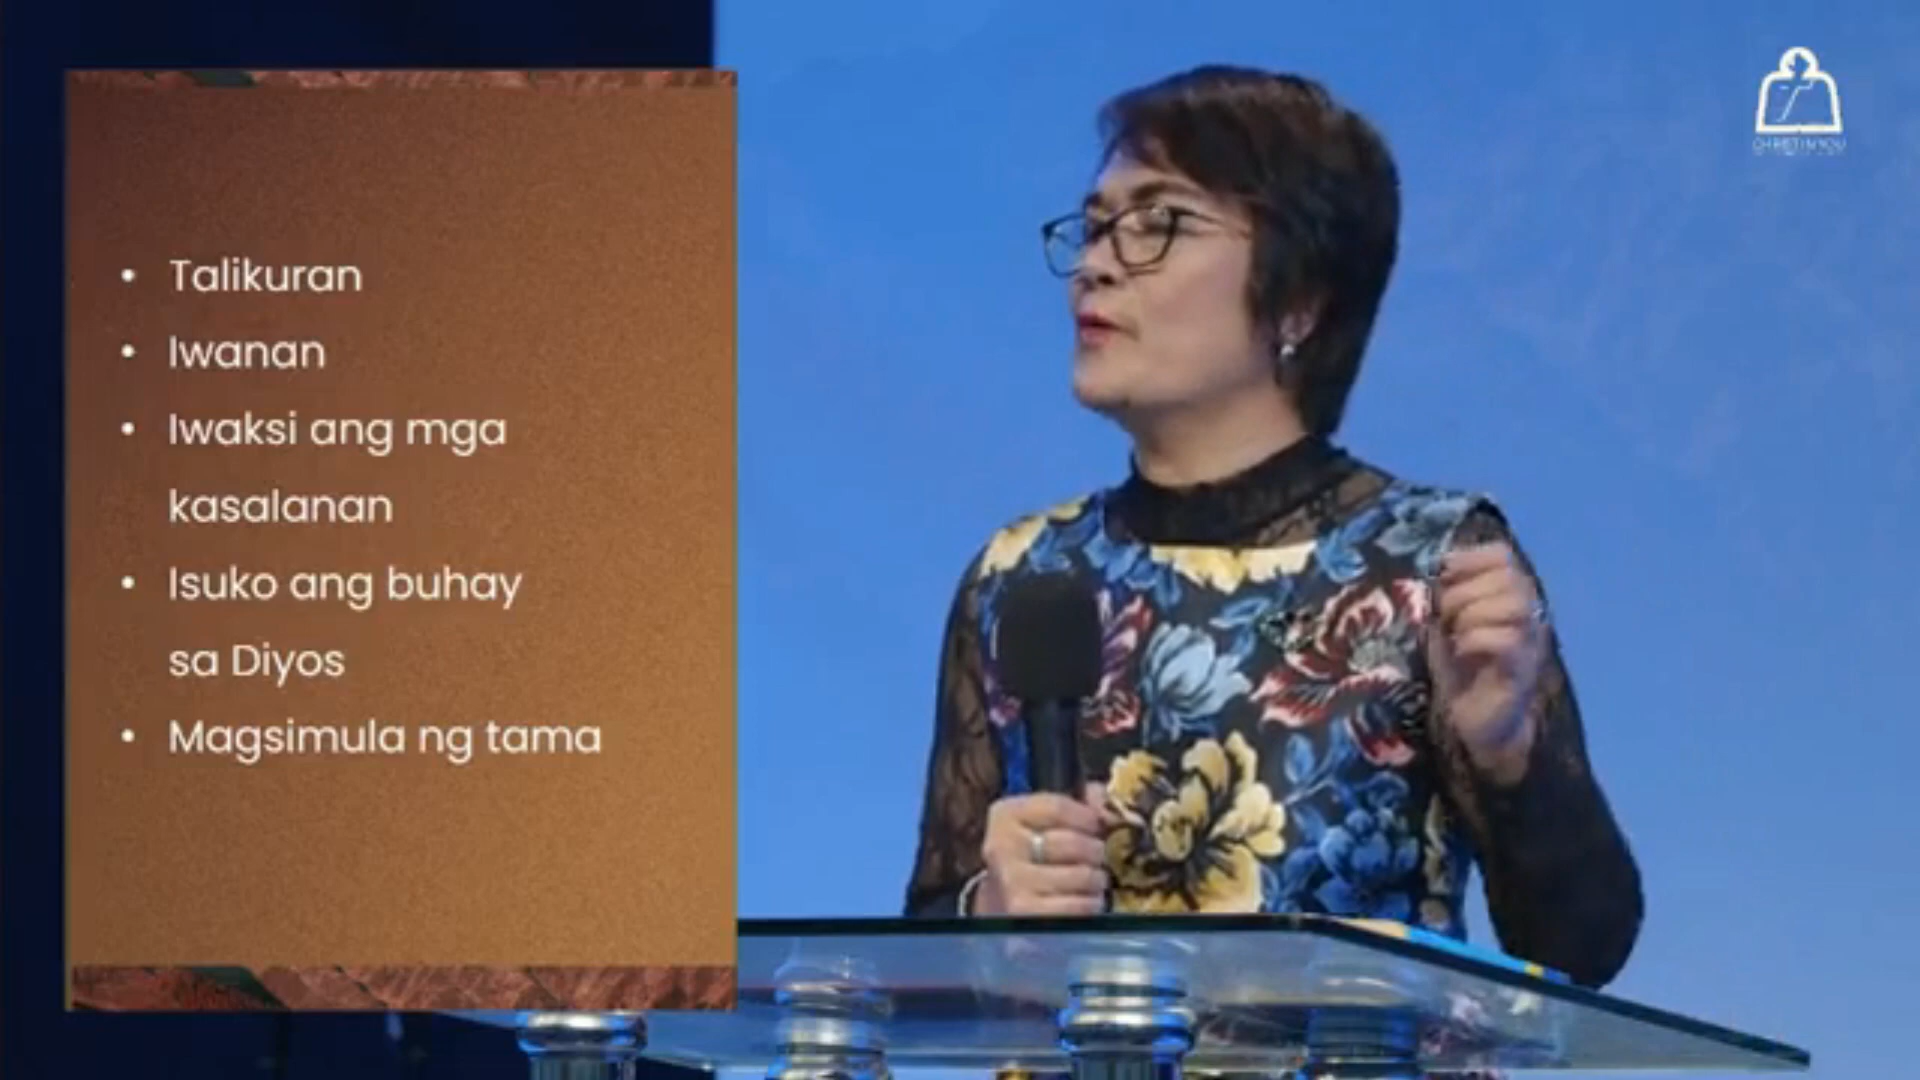 • Talikuran
• Iwanan
• Iwaksi ang mga
kasalanan
• Isuko ang buhay
sa Diyos
• Magsimula ng tama